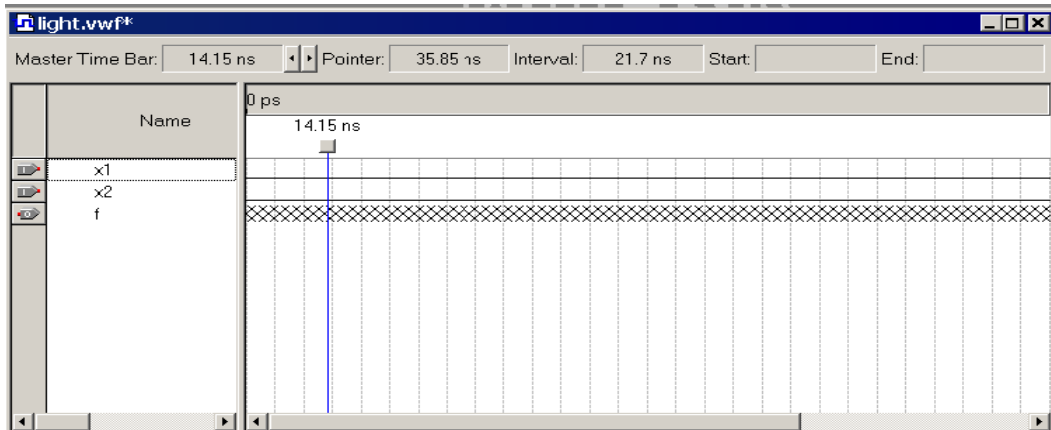 light.vwf*
Master Time Bar: 14.15 ns Pointer: 35.85 ns Interval: 21.7 ns Start: End:
Name
0 ps
14.15 ns
x1
x2
f